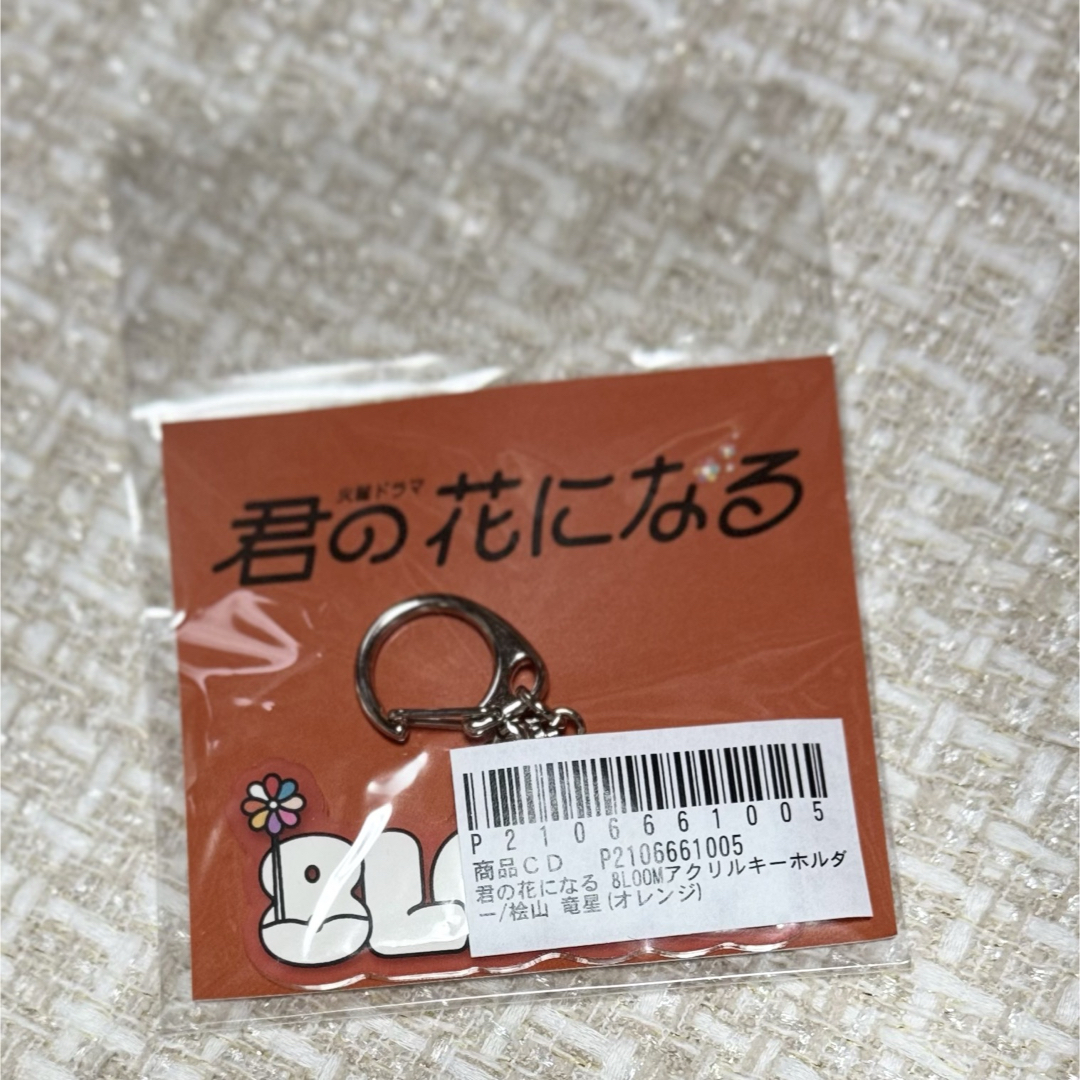 火曜ドラマ
君の花になる
8L
P2106661005
商品CD P2106661005
君の花になる 8LOOMアクリルキーホルダ
ー/桧山 竜星(オレンジ)